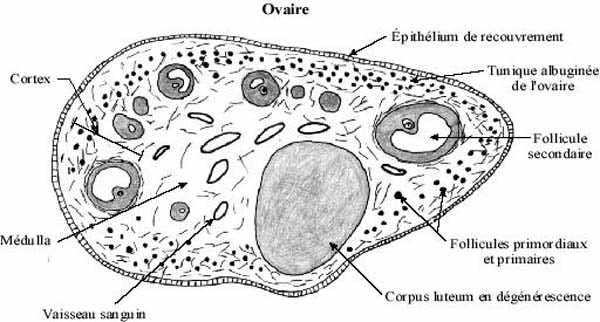 Ovaire
Épithélium de recouvrement
Tunique albuginée
de l'ovaire
Cortex
Follicule
secondaire
Médulla
Follicules primordiaux
et primaires
Corpus luteum en dégénérescence
Vaisseau sanguin